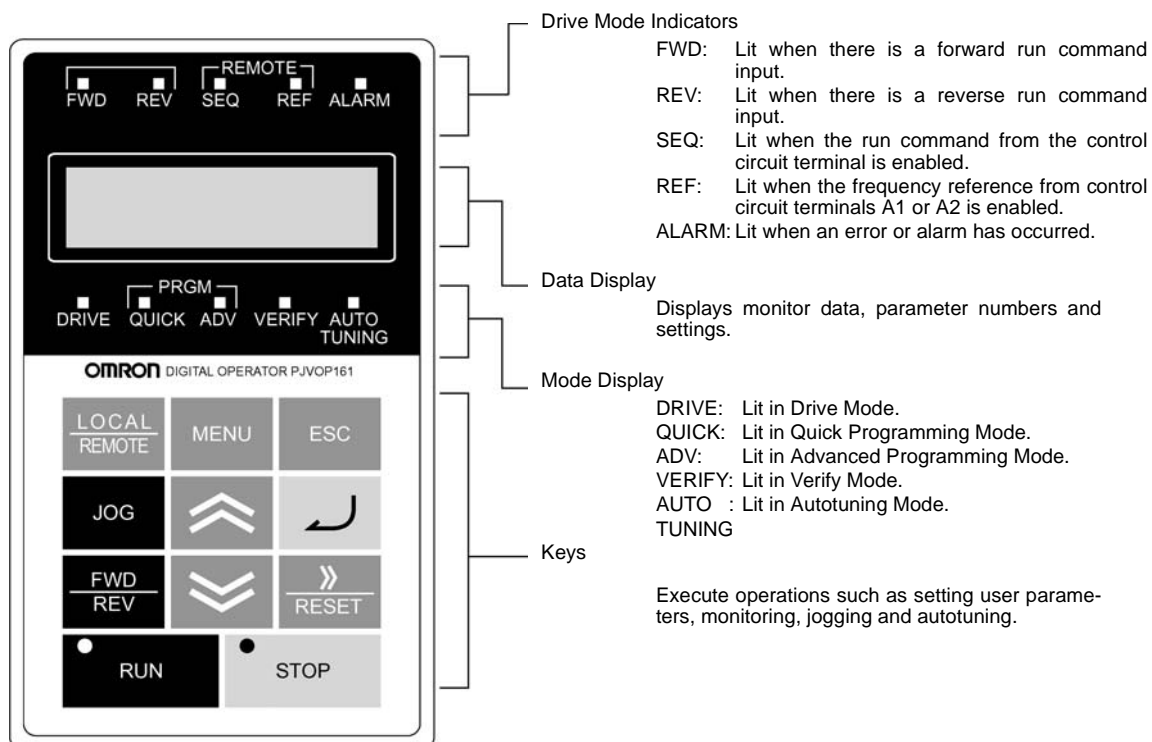 Drive Mode Indicators
FWD: Lit when there is a forward run command
input.
REV: Lit when there is a reverse run command
input.
SEQ: Lit when the run command from the control
circuit terminal is enabled.
REF: Lit when the frequency reference from control
circuit terminals A1 or A2 is enabled.
ALARM: Lit when an error or alarm has occurred.
Data Display
Displays monitor data, parameter numbers and
settings.
Mode Display
DRIVE: Lit in Drive Mode.
QUICK: Lit in Quick Programming Mode.
ADV: Lit in Advanced Programming Mode.
VERIFY: Lit in Verify Mode.
AUTO : Lit in Autotuning Mode.
TUNING
Keys
Execute operations such as setting user parame-
ters, monitoring, jogging and autotuning.
REMOTE
FWD REV SEQ REF ALARM
PRGM
DRIVE QUICK ADV VERIFY AUTO
TUNING
OMRON DIGITAL OPERATOR PJVOP161
LOCAL
REMOTE
MENU
ESC
JOG
FWD
REV
RESET
RUN
STOP